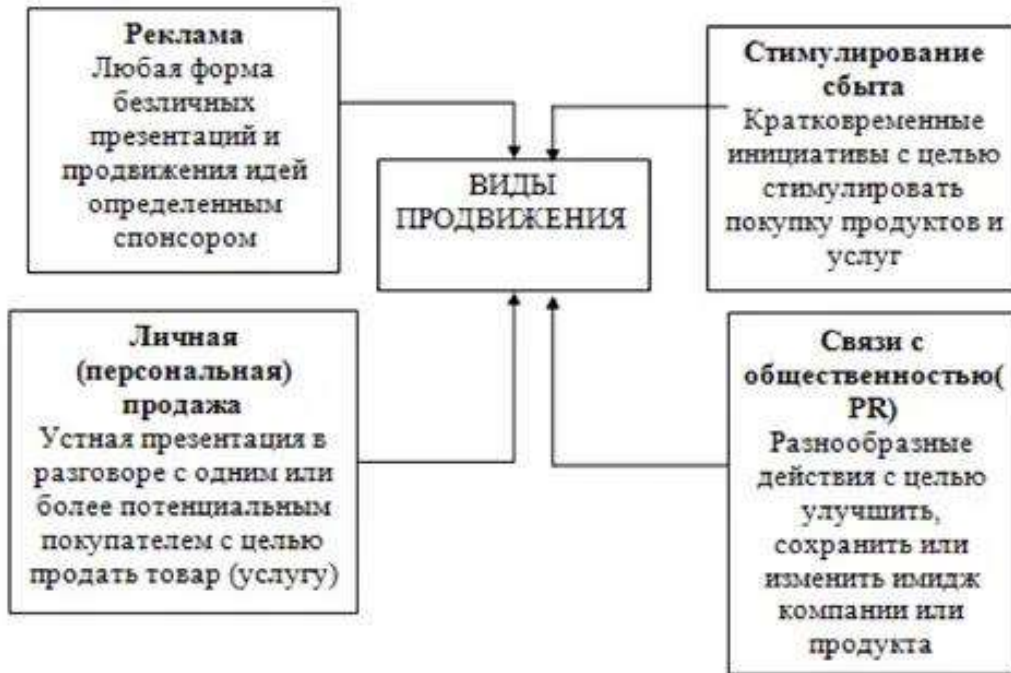 Реклама
Любая форма
безличных
презентаций и
продвижения идей
определенным
спонсором
Стимулирование
сбыта
Кратковременные
инициативы с целью
стимулировать
покупку продуктов и
услуг
ВИДЫ
ПРОДВИЖЕНИЯ
Личная
(персональная)
продажа
Устная презентация в
разговоре с одним или
более потенциальным
покупателем с целью
продать товар (услугу)
Связи с
общественностью(
PR)
Разнообразные
действия с целью
улучшить,
сохранить или
изменить имидж
компании или
продукта